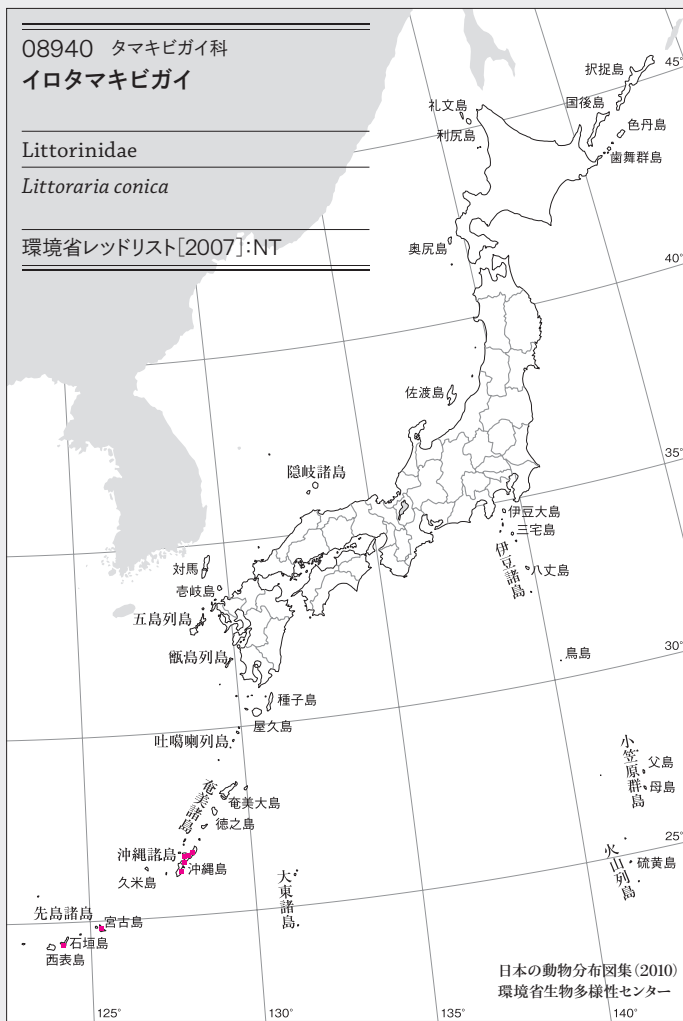 08940 タマキビガイ科
イロタマキビガイ
Littorinidae
Littoraria conica
環境省レッドリスト[2007]:NT
45°
択捉島
国後島
礼文島
色丹島
利尻島
歯舞群島
奥尻島
40°
佐渡島
35°
隠岐諸島
伊豆大島
三宅島
伊豆諸島
八丈島
対馬
壱岐島
五島列島
甑島列島
鳥島
30°
種子島
屋久島
吐噶喇列島
小笠原群島
父島
母島
奄美諸島
奄美大島
徳之島
25°
沖縄諸島
沖縄島
久米島
大東諸島
火山列島
硫黄島
先島諸島
宮古島
石垣島
西表島
日本の動物分布図集(2010)
環境省生物多様性センター
125°
130°
135°
140°